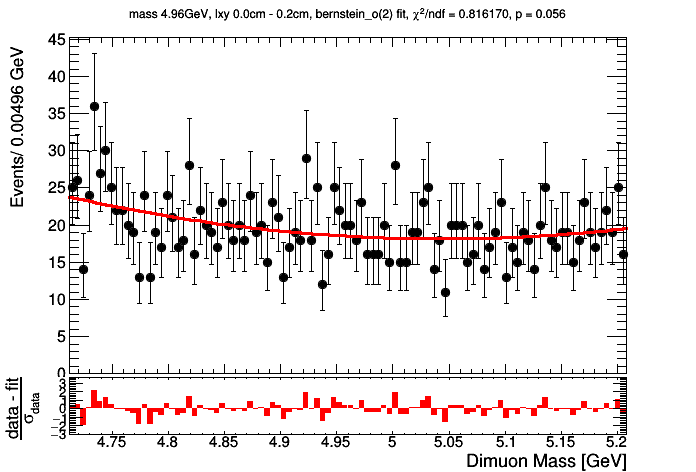 mass 4.96GeV, lxy 0.0cm - 0.2cm, bernstein_o(2) fit, χ²/ndf = 0.816170, p = 0.056
Events/ 0.00496 GeV
45
40
35
30
25
20
15
10
5
0
data - fit
σdata
3
2
1
0
−1
−2
−3
4.75 4.8 4.85 4.9 4.95 5 5.05 5.1 5.15 5.2
Dimuon Mass [GeV]